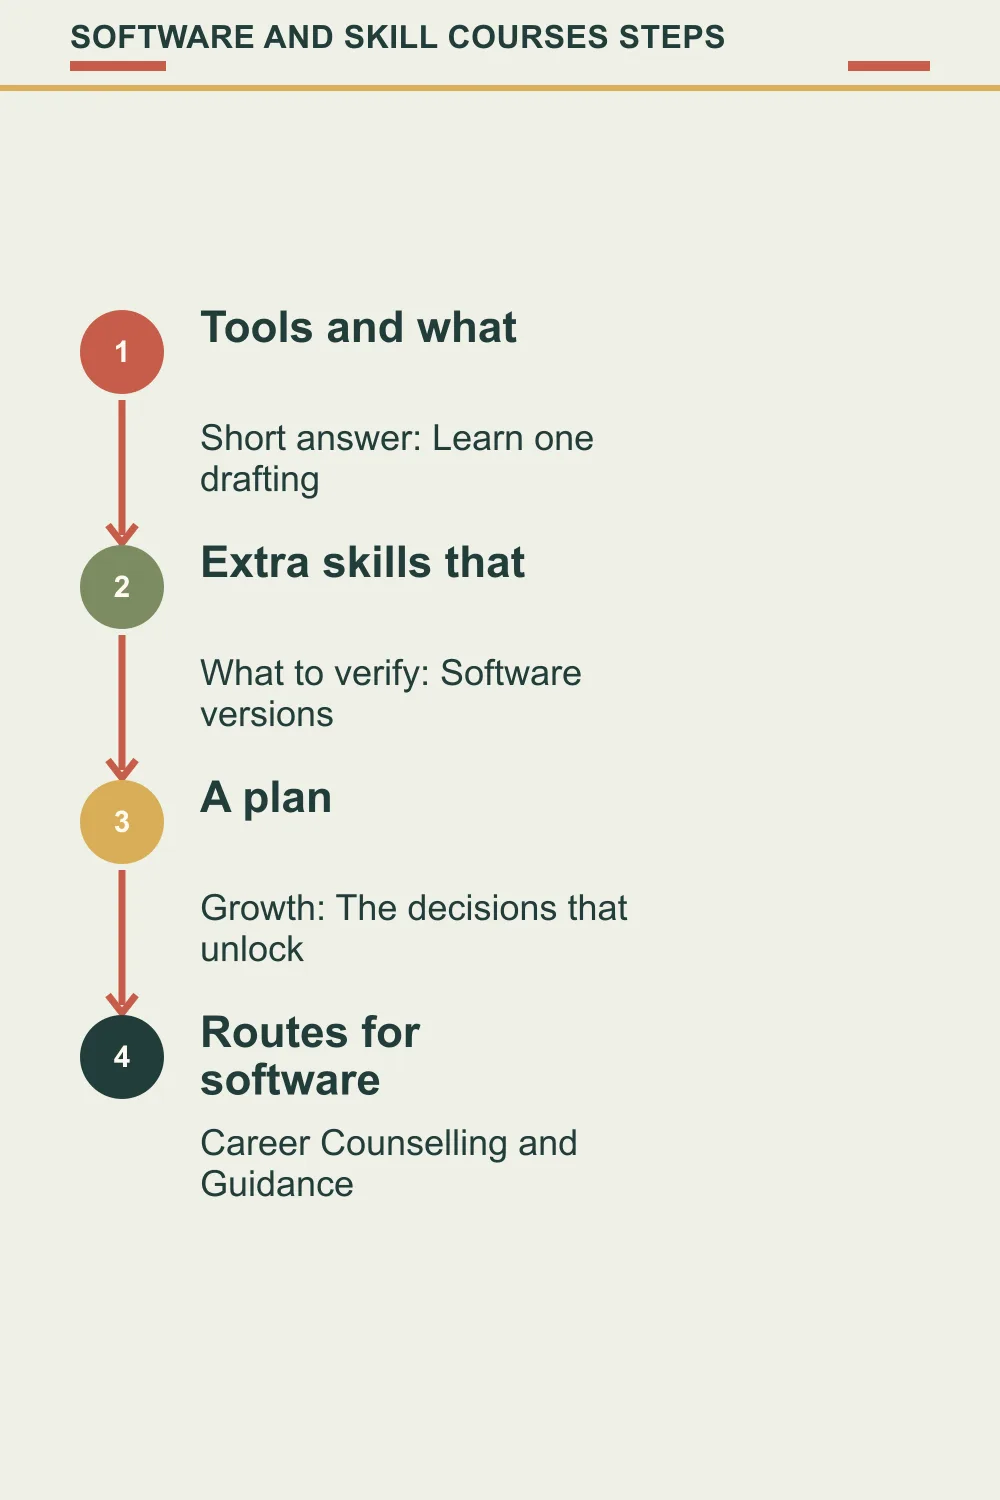 SOFTWARE AND SKILL COURSES STEPS
1
Tools and what
Short answer: Learn one
drafting
2
Extra skills that
What to verify: Software
versions
3
A plan
Growth: The decisions that
unlock
4
Routes for
software
Career Counselling and
Guidance